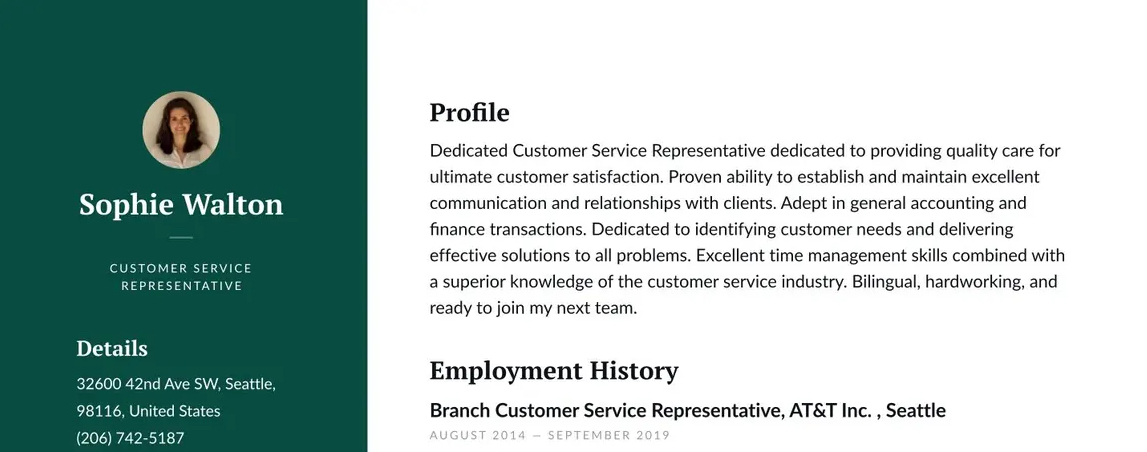 Sophie Walton
CUSTOMER SERVICE
REPRESENTATIVE
Details
32600 42nd Ave SW, Seattle,
98116, United States
(206) 742-5187
Profile
Dedicated Customer Service Representative dedicated to providing quality care for
ultimate customer satisfaction. Proven ability to establish and maintain excellent
communication and relationships with clients. Adept in general accounting and
finance transactions. Dedicated to identifying customer needs and delivering
effective solutions to all problems. Excellent time management skills combined with
a superior knowledge of the customer service industry. Bilingual, hardworking, and
ready to join my next team.
Employment History
Branch Customer Service Representative, AT&T Inc. , Seattle
AUGUST 2014 — SEPTEMBER 2019